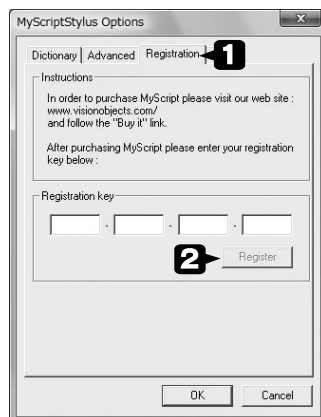 MyScriptStylus Options
Dictionary Advanced Registration 1
Instructions
In order to purchase MyScript please visit our web site :
www.visionobjects.com/
and follow the "Buy it" link.
After purchasing MyScript please enter your registration
key below :
Registration key
- - -
2 Register
OK Cancel